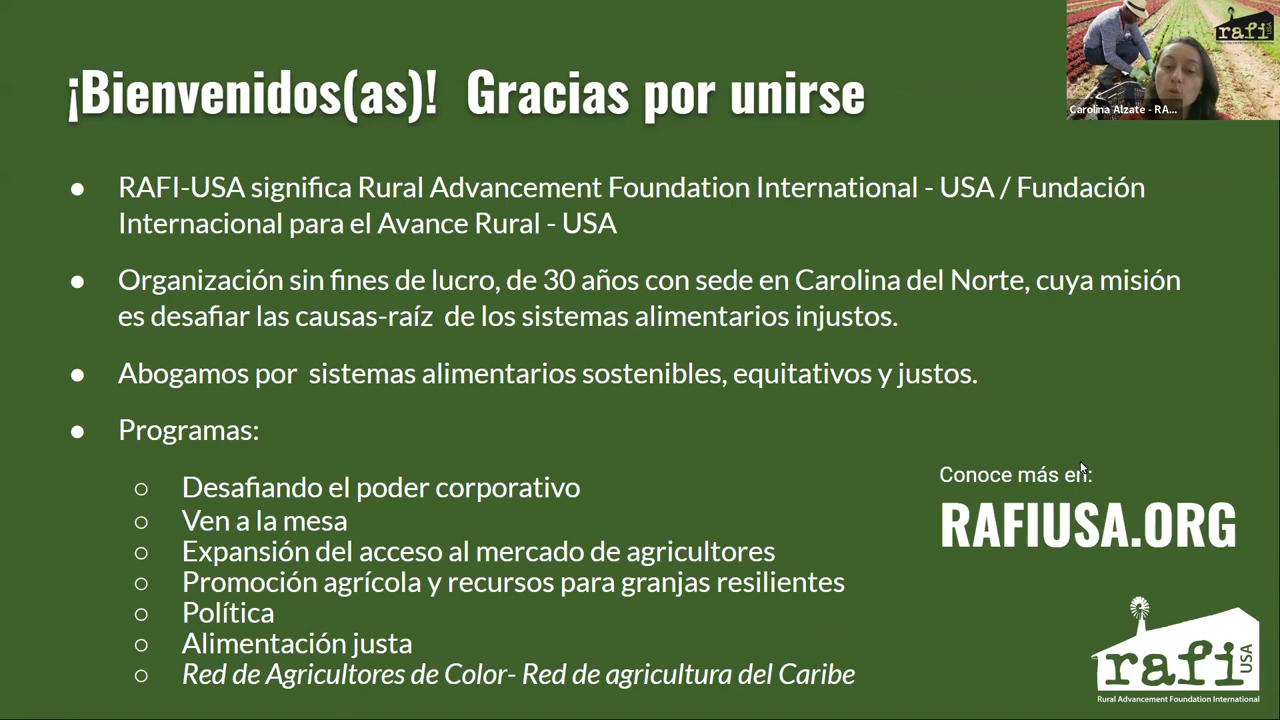 ¡Bienvenidos(as)! Gracias por unirse
rafi
USA
Carolina Alzate - RA...
● RAFI-USA significa Rural Advancement Foundation International - USA / Fundación
Internacional para el Avance Rural - USA
● Organización sin fines de lucro, de 30 años con sede en Carolina del Norte, cuya misión
es desafiar las causas-raíz de los sistemas alimentarios injustos.
● Abogamos por sistemas alimentarios sostenibles, equitativos y justos.
● Programas:
○ Desafiando el poder corporativo
○ Ven a la mesa
○ Expansión del acceso al mercado de agricultores
○ Promoción agrícola y recursos para granjas resilientes
○ Política
○ Alimentación justa
○ Red de Agricultores de Color- Red de agricultura del Caribe
Conoce más en:
RAFIUSA.ORG
rafi
USA
Rural Advancement Foundation International